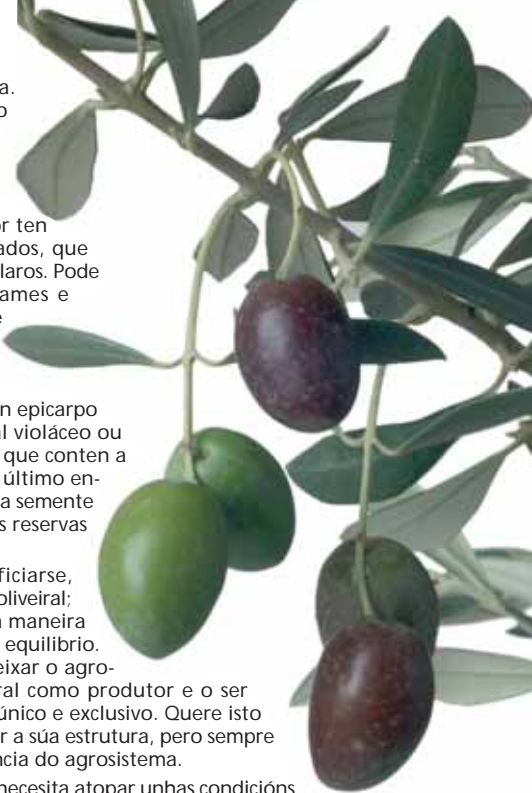 a.
o
or ten
ados, que
laros. Pode
ames e
e
n epicarpo
al violáceo ou
que conten a
último en-
a semente
s reservas
ficiarse,
oliveiral;
a maneira
equilibrio.
eixar o agro-
ral como produtor e o ser
único e exclusivo. Quere isto
r a súa estrutura, pero sempre
ncia do agrosistema.
necesita atopar unhas condicións